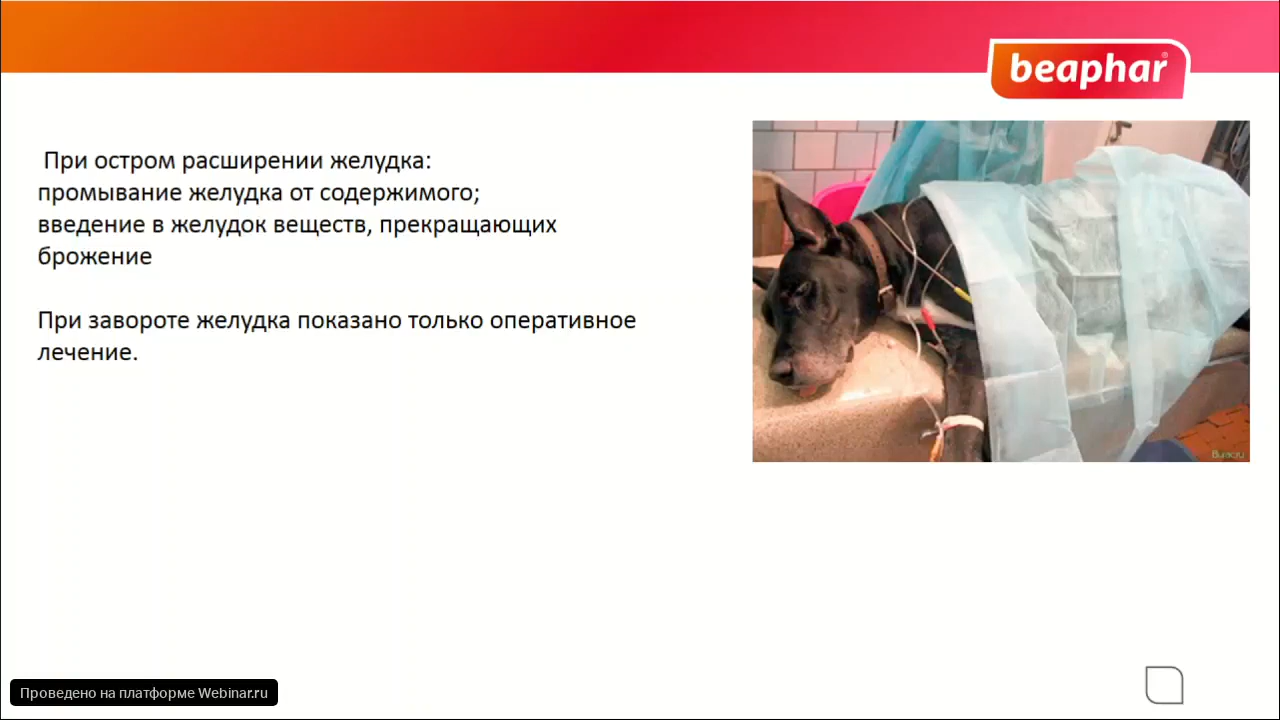 beaphar®
При остром расширении желудка:
промывание желудка от содержимого;
введение в желудок веществ, прекращающих
брожение
При завороте желудка показано только оперативное
лечение.
Проведено на платформе Webinar.ru